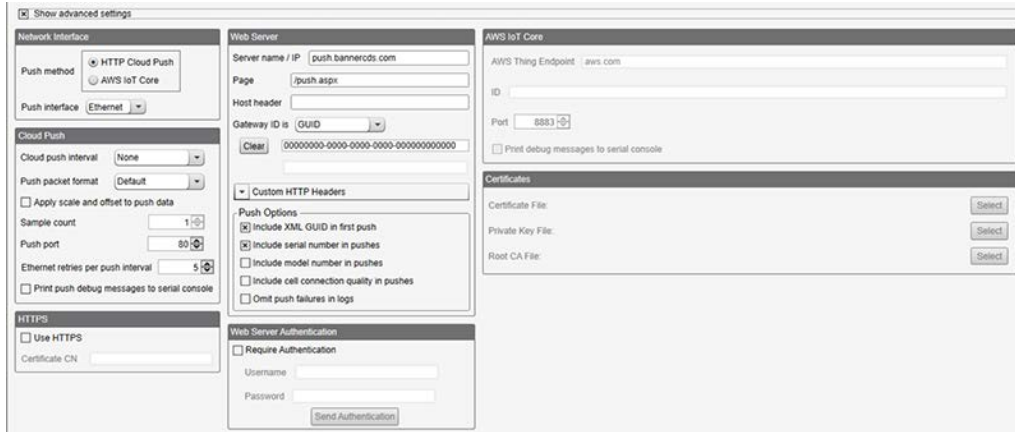 Show advanced settings
Network Interface
Push method
HTTP Cloud Push
AWS IoT Core
Push interface Ethernet
Cloud Push
Cloud push interval None
Push packet format Default
Apply scale and offset to push data
Sample count 1
Push port 80
Ethernet retries per push interval 5
Print push debug messages to serial console
HTTPS
Use HTTPS
Certificate CN
Web Server
Server name / IP push.bannercds.com
Page /push.aspx
Host header
Gateway ID is GUID
Clear 00000000-0000-0000-0000-000000000000
Custom HTTP Headers
Push Options
Include XML GUID in first push
Include serial number in pushes
Include model number in pushes
Include cell connection quality in pushes
Omit push failures in logs
Web Server Authentication
Require Authentication
Username
Password
Send Authentication
AWS IoT Core
AWS Thing Endpoint aws.com
ID
Port 8883
Print debug messages to serial console
Certificates
Certificate File: Select
Private Key File: Select
Root CA File: Select